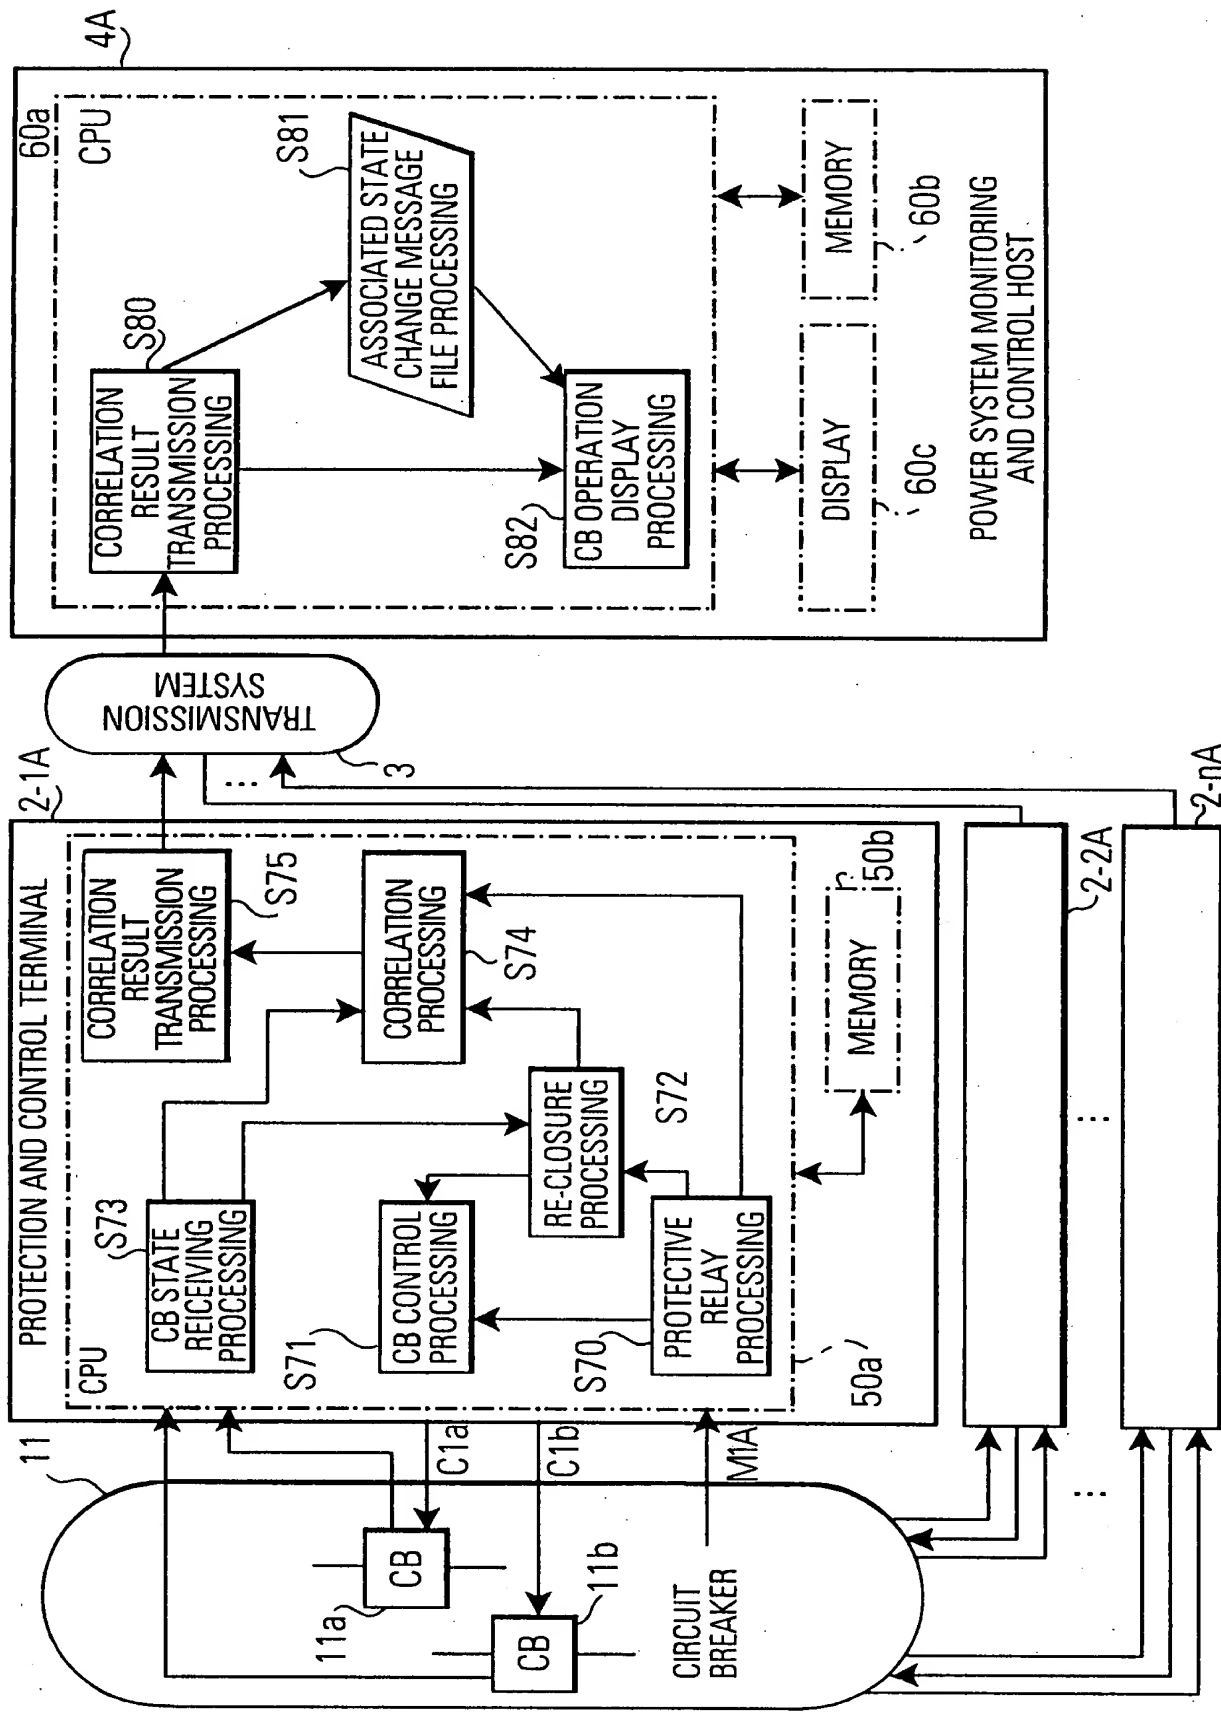 11
CB
11a
CB
11b
CIRCUIT
BREAKER
C1a
C1b
M1A
PROTECTION AND CONTROL TERMINAL
2-1A
CPU
S73
CB STATE
REICEIVING
PROCESSING
S71
CB CONTROL
PROCESSING
S70
PROTECTIVE
RELAY
PROCESSING
50a
RE-CLOSURE
PROCESSING
S72
CORRELATION
PROCESSING
S74
CORRELATION
RESULT
TRANSMISSION
PROCESSING
S75
MEMORY
50b
2-2A
2-nA
...
...
...
TRANSMISSION
SYSTEM
3
4A
60a
CPU
CORRELATION
RESULT
TRANSMISSION
PROCESSING
S80
ASSOCIATED STATE
CHANGE MESSAGE
FILE PROCESSING
S81
S82
CB OPERATION
DISPLAY
PROCESSING
DISPLAY
60c
MEMORY
60b
POWER SYSTEM MONITORING
AND CONTROL HOST